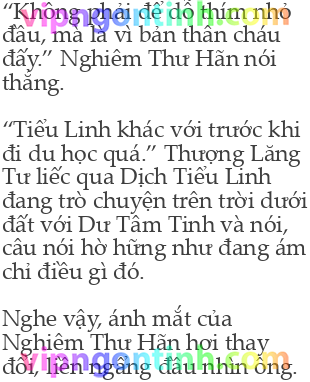 “Không phải để dỗ thím nhỏ
đâu, mà là vì bản thân cháu
đấy.” Nghiêm Thư Hãn nói
thẳng.
“Tiểu Linh khác với trước khi
đi du học quá.” Thượng Lăng
Tư liếc qua Dịch Tiểu Linh
đang trò chuyện trên trời dưới
đất với Dư Tâm Tinh và nói,
câu nói hờ hững như đang ám
chỉ điều gì đó.
Nghe vậy, ánh mắt của
Nghiêm Thư Hãn hơi thay
đổi, liền ngẩng đầu nhìn ông.
vipngontinh.com
vipngontinh.com